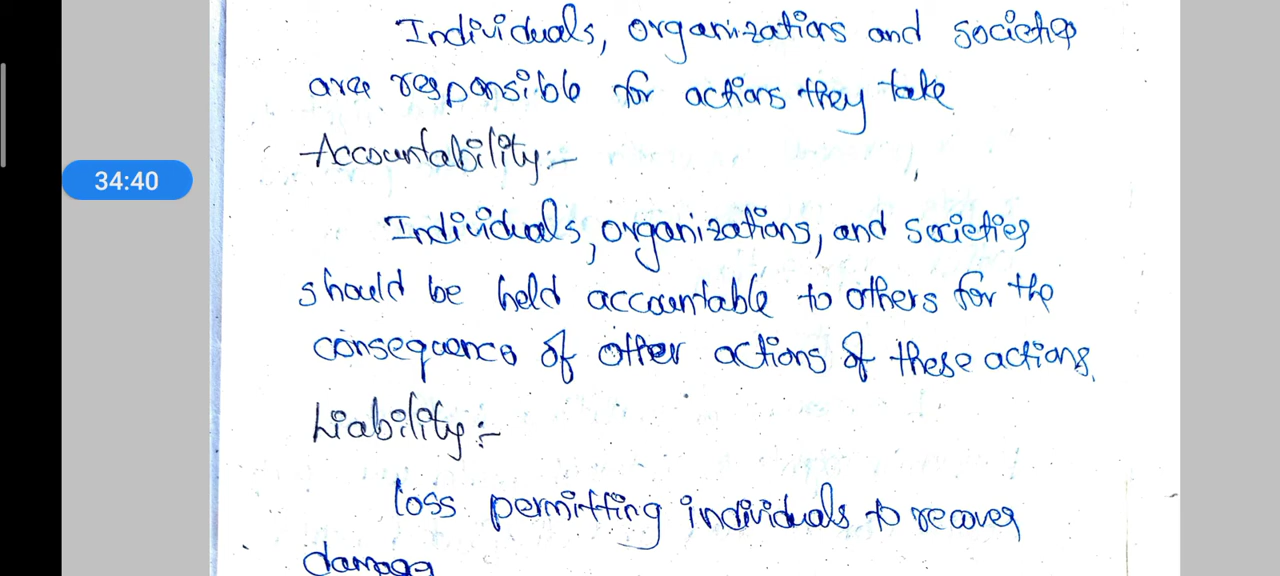 Individuals, organizations and societies
are responsible for actions they take
Accountability:-
34:40
Individuals, organizations, and societies
should be held accountable to others for the
consequence of other actions of these actions.
Liability:-
loss permitting individuals to recover
damage